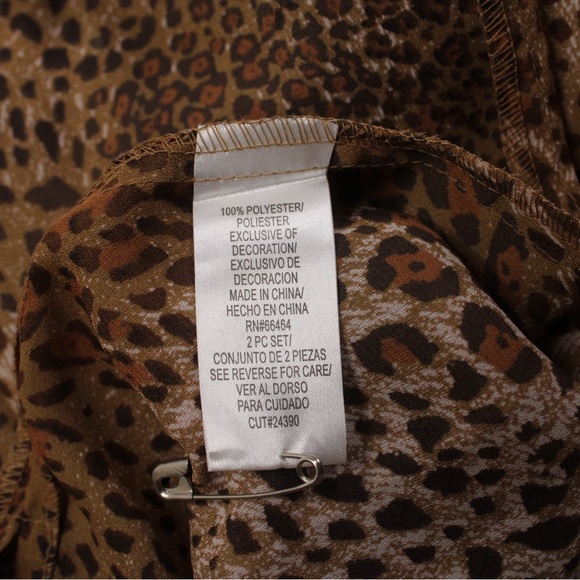 100% POLYESTER/
POLIESTER
EXCLUSIVE OF
DECORATION/
EXCLUSIVO DE
DECORACION
MADE IN CHINA/
HECHO EN CHINA
RN#66464
2 PC SET/
CONJUNTO DE 2 PIEZAS
SEE REVERSE FOR CARE/
VER AL DORSO
PARA CUIDADO
CUT#24390